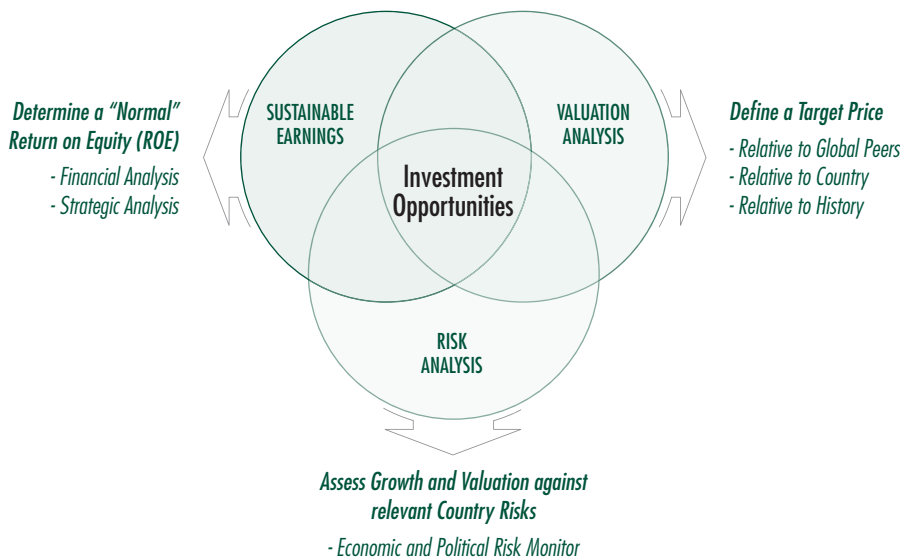 Determine a “Normal”
Return on Equity (ROE)
- Financial Analysis
- Strategic Analysis
SUSTAINABLE
EARNINGS
VALUATION
ANALYSIS
Investment
Opportunities
Define a Target Price
- Relative to Global Peers
- Relative to Country
- Relative to History
RISK
ANALYSIS
Assess Growth and Valuation against
relevant Country Risks
- Economic and Political Risk Monitor